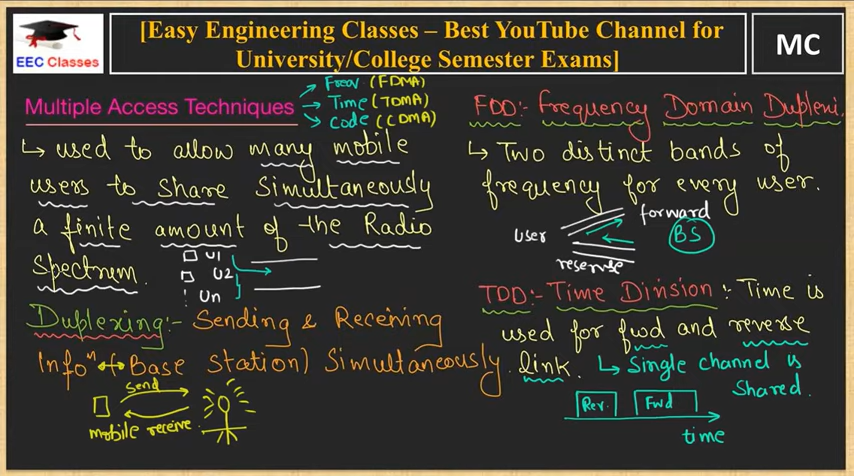 [Easy Engineering Classes – Best YouTube Channel for
University/College Semester Exams]
EEC Classes
MC
Multiple Access Techniques
Freq (FDMA)
Time (TDMA)
Code (CDMA)
↳ used to allow many mobile
users to share simultaneously
a finite amount of the Radio
Spectrum.
U1
U2
Un
Duplexing:- Sending & Receiving
Infoⁿ ↔ Base Station) Simultaneously.
Send
mobile receive
FDD:- Frequency Domain Duplexi.
↳ Two distinct bands of
frequency for every user.
forward
user
BS
reserve
TDD:- Time Division :- Time is
used for fwd and reverse
link. ↳ Single channel is
Shared.
Rev.
Fwd
time